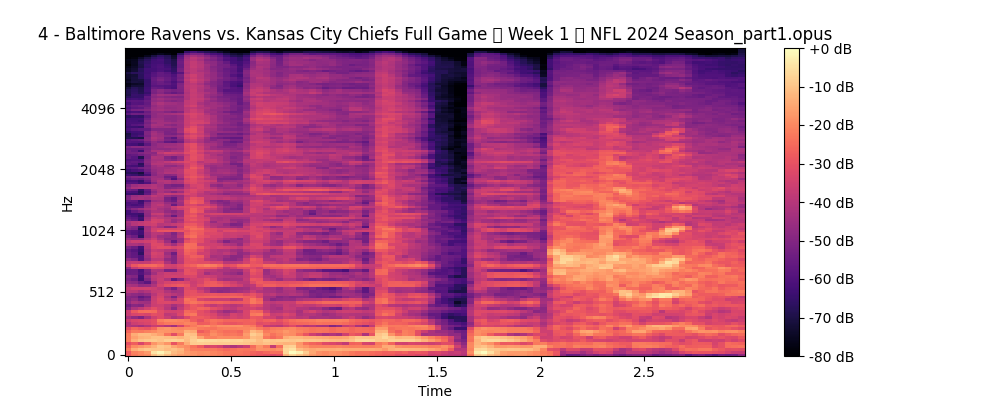 4 - Baltimore Ravens vs. Kansas City Chiefs Full Game ▯ Week 1 ▯ NFL 2024 Season_part1.opus
+0 dB
4096
-10 dB
-20 dB
2048
-30 dB
Hz
1024
-40 dB
-50 dB
512
-60 dB
-70 dB
0
-80 dB
0 0.5 1 1.5 2 2.5
Time